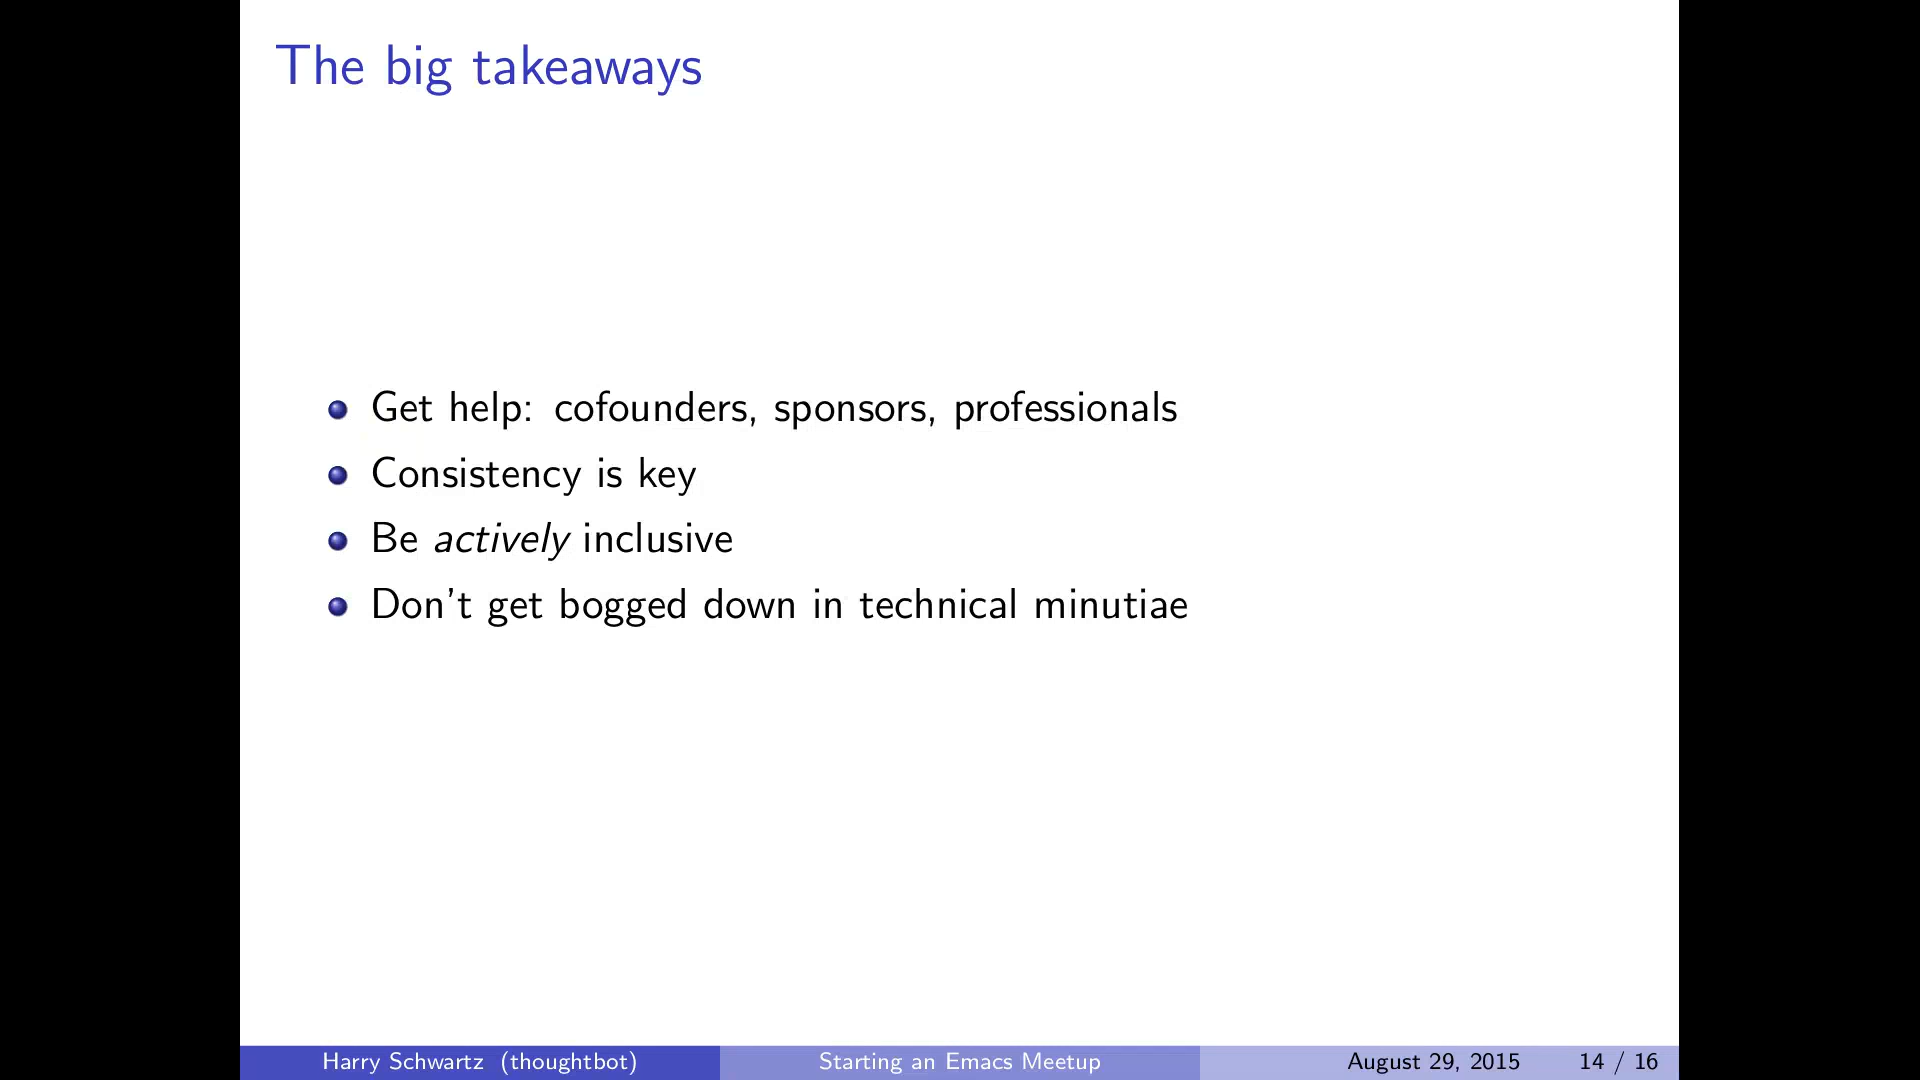 The big takeaways
Get help: cofounders, sponsors, professionals
Consistency is key
Be actively inclusive
Don't get bogged down in technical minutiae
Harry Schwartz (thoughtbot) Starting an Emacs Meetup August 29, 2015 14 / 16